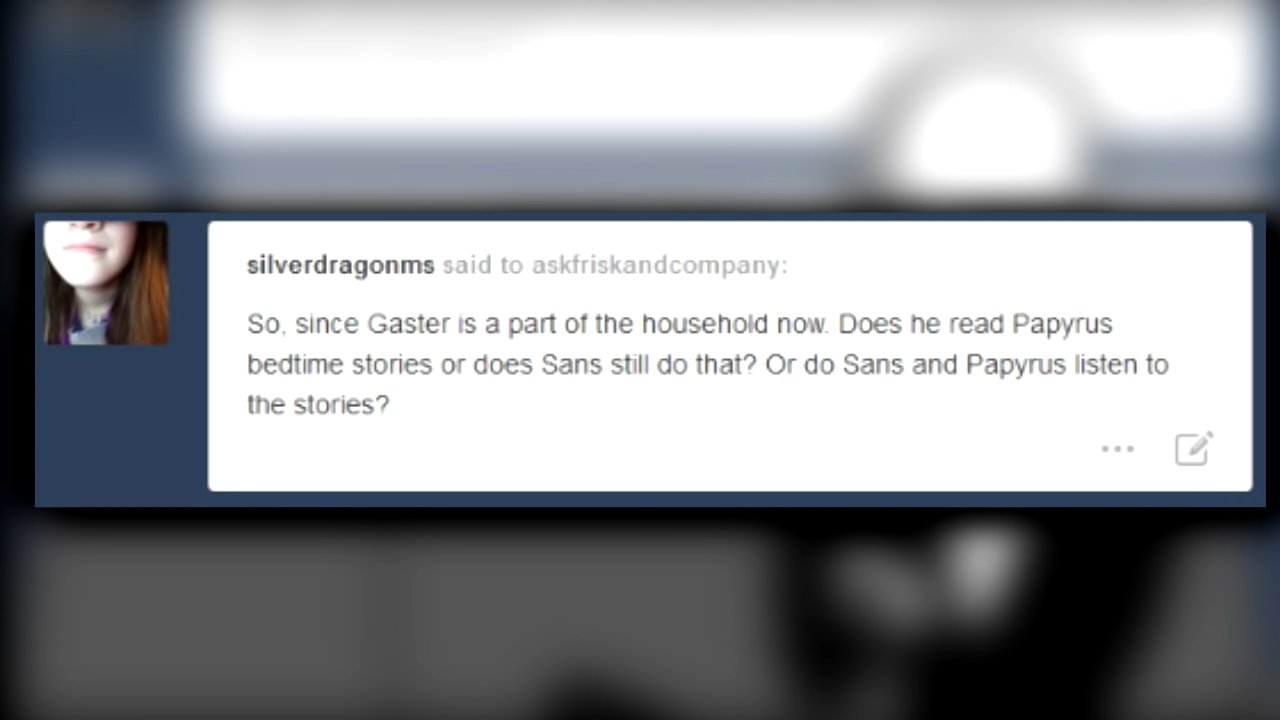 silverdragonms said to askfriskandcompany:
So, since Gaster is a part of the household now. Does he read Papyrus
bedtime stories or does Sans still do that? Or do Sans and Papyrus listen to
the stories?